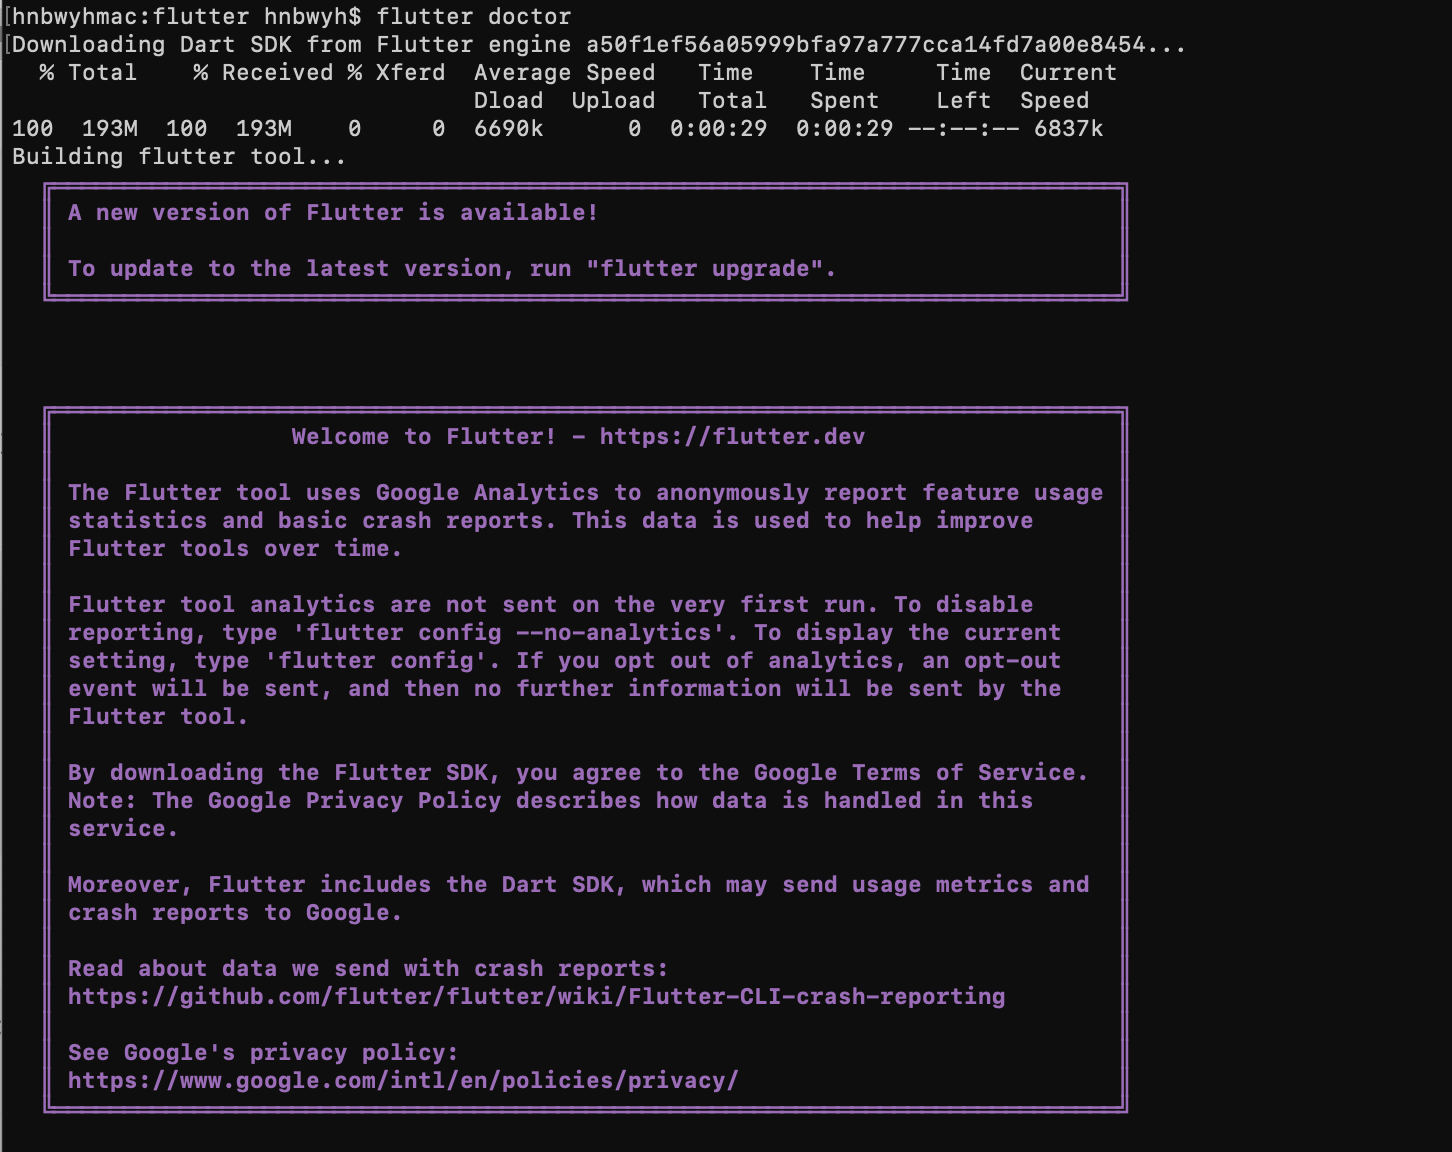 [hnbwyhmac:flutter hnbwyh$ flutter doctor
[Downloading Dart SDK from Flutter engine a50f1ef56a05999bfa97a777cca14fd7a00e8454...
% Total % Received % Xferd Average Speed Time Time Time Current
Dload Upload Total Spent Left Speed
100 193M 100 193M 0 0 6690k 0 0:00:29 0:00:29 --:--:-- 6837k
Building flutter tool...
A new version of Flutter is available!
To update to the latest version, run "flutter upgrade".
Welcome to Flutter! - https://flutter.dev
The Flutter tool uses Google Analytics to anonymously report feature usage
statistics and basic crash reports. This data is used to help improve
Flutter tools over time.
Flutter tool analytics are not sent on the very first run. To disable
reporting, type 'flutter config --no-analytics'. To display the current
setting, type 'flutter config'. If you opt out of analytics, an opt-out
event will be sent, and then no further information will be sent by the
Flutter tool.
By downloading the Flutter SDK, you agree to the Google Terms of Service.
Note: The Google Privacy Policy describes how data is handled in this
service.
Moreover, Flutter includes the Dart SDK, which may send usage metrics and
crash reports to Google.
Read about data we send with crash reports:
https://github.com/flutter/flutter/wiki/Flutter-CLI-crash-reporting
See Google's privacy policy:
https://www.google.com/intl/en/policies/privacy/